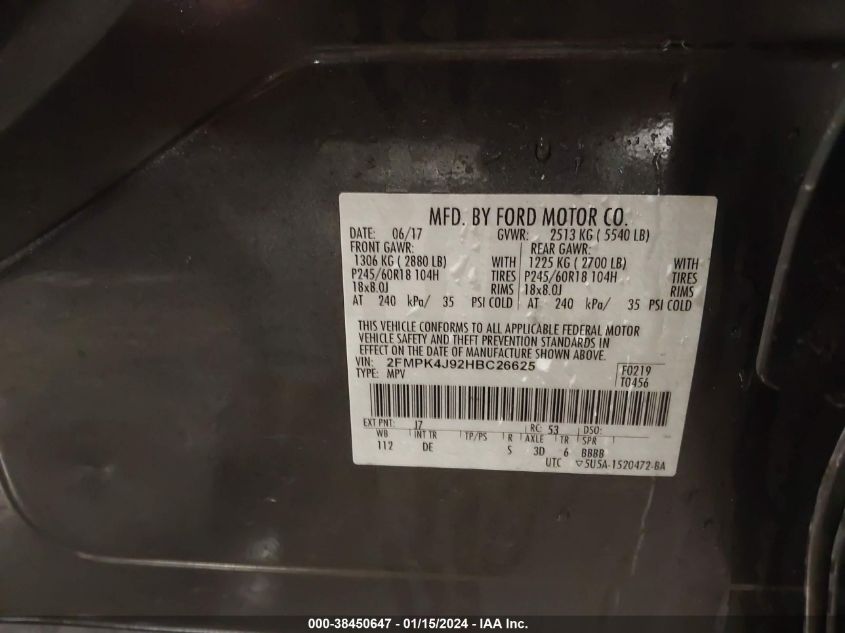 MFD. BY FORD MOTOR CO.
DATE: 06/17 GVWR: 2513 KG ( 5540 LB)
FRONT GAWR: REAR GAWR:
1306 KG ( 2880 LB) WITH 1225 KG ( 2700 LB) WITH
P245/60R18 104H TIRES P245/60R18 104H TIRES
18x8.0J RIMS 18x8.0J RIMS
AT 240 kPa/ 35 PSI COLD AT 240 kPa/ 35 PSI COLD
THIS VEHICLE CONFORMS TO ALL APPLICABLE FEDERAL MOTOR
VEHICLE SAFETY AND THEFT PREVENTION STANDARDS IN
EFFECT ON THE DATE OF MANUFACTURE SHOWN ABOVE.
VIN: 2FMPK4J92HBC26625 F0219
TYPE: MPV T0456
EXT PNT: J7 RC: 53 DSO:
WB INT TR TP/PS R AXLE TR SPR
112 DE S 3D 6 BBBB
UTC ▽5U5A-1520472-BA
000-38450647 - 01/15/2024 - IAA Inc.